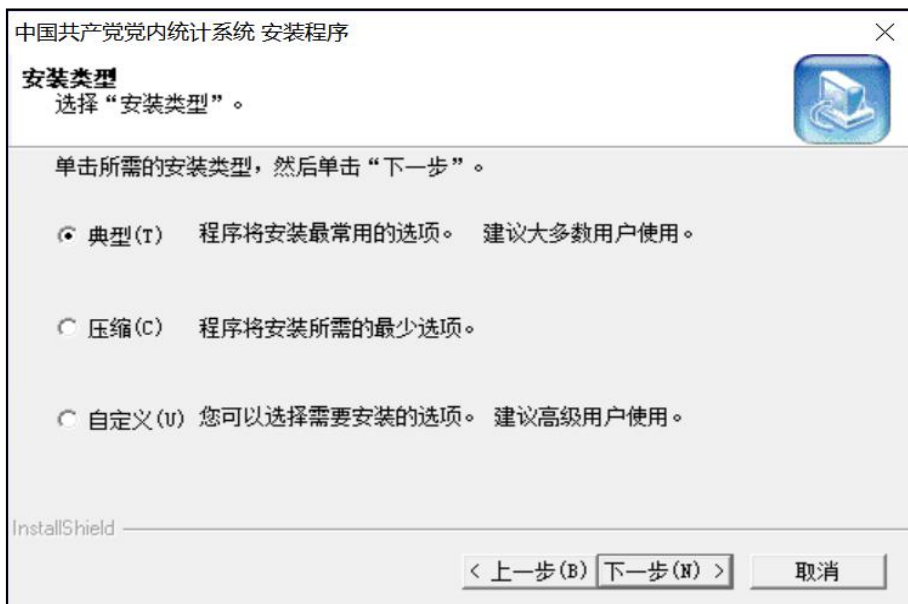 中国共产党党内统计系统 安装程序
安装类型
选择“安装类型”。
单击所需的安装类型，然后单击“下一步”。
典型(T) 程序将安装最常用的选项。 建议大多数用户使用。
压缩(C) 程序将安装所需的最少选项。
自定义(U) 您可以选择需要安装的选项。 建议高级用户使用。
InstallShield
< 上一步(B) 下一步(N) > 取消